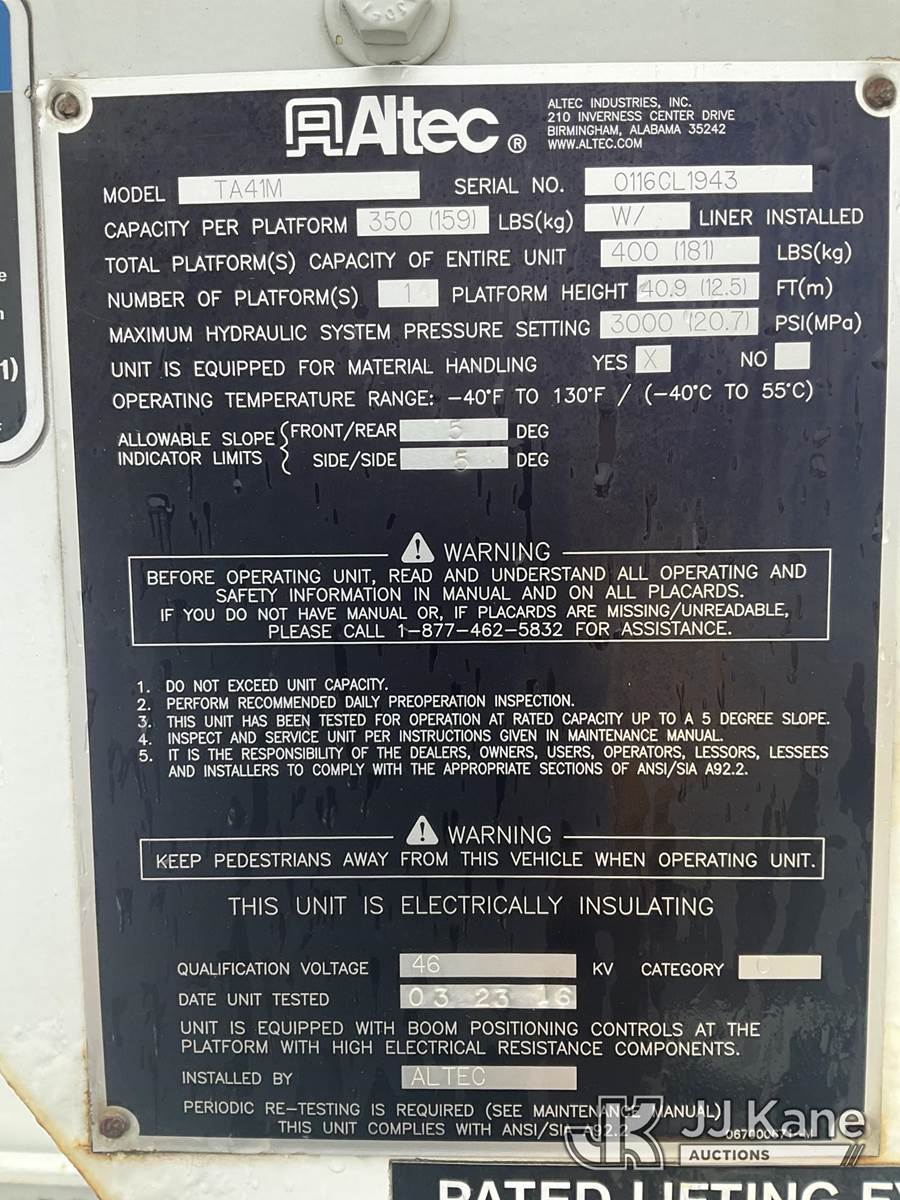 Altec ®
ALTEC INDUSTRIES, INC.
210 INVERNESS CENTER DRIVE
BIRMINGHAM, ALABAMA 35242
WWW.ALTEC.COM
MODEL TA41M SERIAL NO. 0116CL1943
CAPACITY PER PLATFORM 350 (159) LBS(kg) W/ LINER INSTALLED
TOTAL PLATFORM(S) CAPACITY OF ENTIRE UNIT 400 (181) LBS(kg)
NUMBER OF PLATFORM(S) 1 PLATFORM HEIGHT 40.9 (12.5) FT(m)
MAXIMUM HYDRAULIC SYSTEM PRESSURE SETTING 3000 (20.7) PSI(MPa)
UNIT IS EQUIPPED FOR MATERIAL HANDLING YES X NO
OPERATING TEMPERATURE RANGE: -40°F TO 130°F / (-40°C TO 55°C)
ALLOWABLE SLOPE FRONT/REAR 5 DEG
INDICATOR LIMITS SIDE/SIDE 5 DEG
WARNING
BEFORE OPERATING UNIT, READ AND UNDERSTAND ALL OPERATING AND
SAFETY INFORMATION IN MANUAL AND ON ALL PLACARDS.
IF YOU DO NOT HAVE MANUAL OR, IF PLACARDS ARE MISSING/UNREADABLE,
PLEASE CALL 1-877-462-5832 FOR ASSISTANCE.
1. DO NOT EXCEED UNIT CAPACITY.
2. PERFORM RECOMMENDED DAILY PREOPERATION INSPECTION.
3. THIS UNIT HAS BEEN TESTED FOR OPERATION AT RATED CAPACITY UP TO A 5 DEGREE SLOPE.
4. INSPECT AND SERVICE UNIT PER INSTRUCTIONS GIVEN IN MAINTENANCE MANUAL.
5. IT IS THE RESPONSIBILITY OF THE DEALERS, OWNERS, USERS, OPERATORS, LESSORS, LESSEES
AND INSTALLERS TO COMPLY WITH THE APPROPRIATE SECTIONS OF ANSI/SIA A92.2.
WARNING
KEEP PEDESTRIANS AWAY FROM THIS VEHICLE WHEN OPERATING UNIT.
THIS UNIT IS ELECTRICALLY INSULATING
QUALIFICATION VOLTAGE 46 KV CATEGORY C
DATE UNIT TESTED 03 23 16
UNIT IS EQUIPPED WITH BOOM POSITIONING CONTROLS AT THE
PLATFORM WITH HIGH ELECTRICAL RESISTANCE COMPONENTS.
INSTALLED BY ALTEC
PERIODIC RE-TESTING IS REQUIRED (SEE MAINTENANCE MANUAL)
THIS UNIT COMPLIES WITH ANSI/SIA A92.2
JJ Kane
AUCTIONS
RATED LIFTING